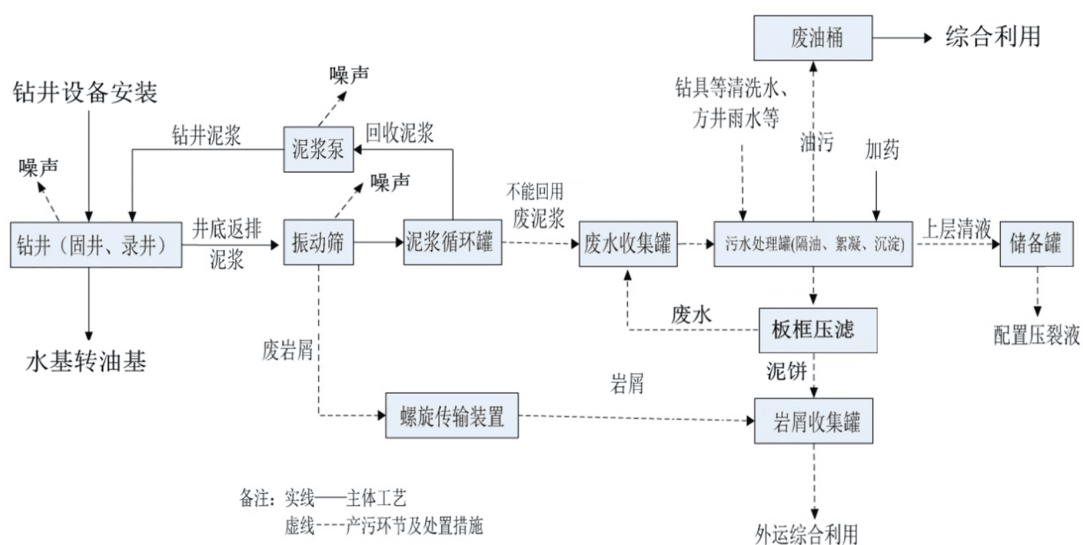 废油桶
综合利用
噪声
钻井设备安装
钻具等清洗水、
方井雨水等
油污
钻井泥浆
泥浆泵
回收泥浆
加药
噪声
噪声
钻井（固井、录井）
井底返排
泥浆
振动筛
泥浆循环罐
不能回用
废泥浆
废水收集罐
污水处理罐(隔油、絮凝、沉淀)
上层清液
储备罐
废水
板框压滤
配置压裂液
水基转油基
废岩屑
岩屑
泥饼
螺旋传输装置
岩屑收集罐
备注：实线——主体工艺
虚线----产污环节及处置措施
外运综合利用